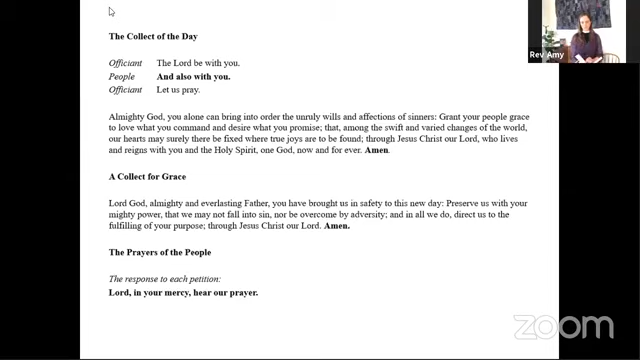 The Collect of the Day
Officiant The Lord be with you.
People And also with you.
Officiant Let us pray.
Almighty God, you alone can bring into order the unruly wills and affections of sinners: Grant your people grace
to love what you command and desire what you promise; that, among the swift and varied changes of the world,
our hearts may surely there be fixed where true joys are to be found; through Jesus Christ our Lord, who lives
and reigns with you and the Holy Spirit, one God, now and for ever. Amen.
A Collect for Grace
Lord God, almighty and everlasting Father, you have brought us in safety to this new day: Preserve us with your
mighty power, that we may not fall into sin, nor be overcome by adversity; and in all we do, direct us to the
fulfilling of your purpose; through Jesus Christ our Lord. Amen.
The Prayers of the People
The response to each petition:
Lord, in your mercy, hear our prayer.
Rev Amy
zoom